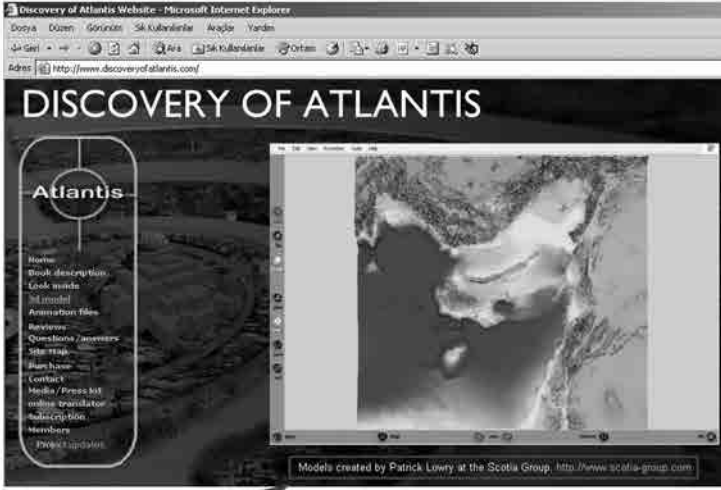 Discovery of Atlantis Website - Microsoft Internet Explorer
Dosya Düzen Görünüm Sık Kullanılanlar Araçlar Yardım
Geri Ara Sık Kullanılanlar Ortam
Adres http://www.discoveryofatlantis.com/
DISCOVERY OF ATLANTIS
Atlantis
Home
Book description
Look inside
3d model
Animation files
Reviews
Questions/answers
Site map
Purchase
Contact
Media/Press
online translator
Subscription
Members
Project updates
Models created by Patrick Lowry at the Scotia Group. http://www.scotia-group.com